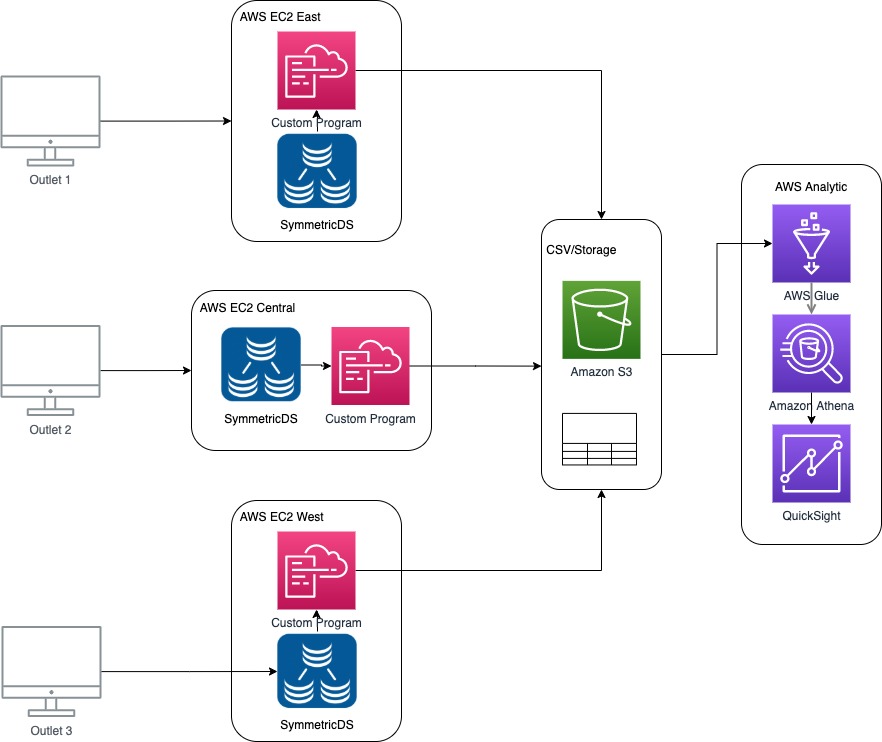 AWS EC2 East
Custom Program
SymmetricDS
Outlet 1
AWS EC2 Central
SymmetricDS
Custom Program
Outlet 2
AWS EC2 West
Custom Program
SymmetricDS
Outlet 3
CSV/Storage
Amazon S3
AWS Analytic
AWS Glue
Amazon Athena
QuickSight